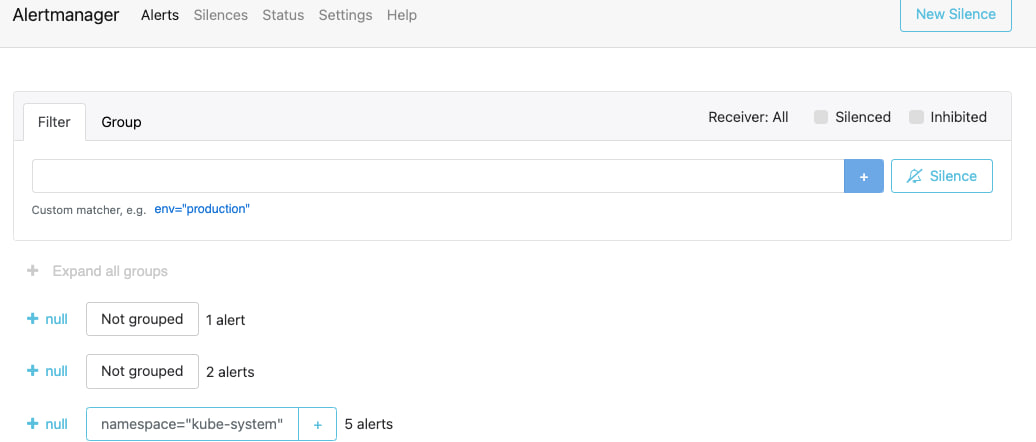 Alertmanager Alerts Silences Status Settings Help New Silence
Filter Group Receiver: All Silenced Inhibited
+ Silence
Custom matcher, e.g. env="production"
+ Expand all groups
+ null Not grouped 1 alert
+ null Not grouped 2 alerts
+ null namespace="kube-system" + 5 alerts